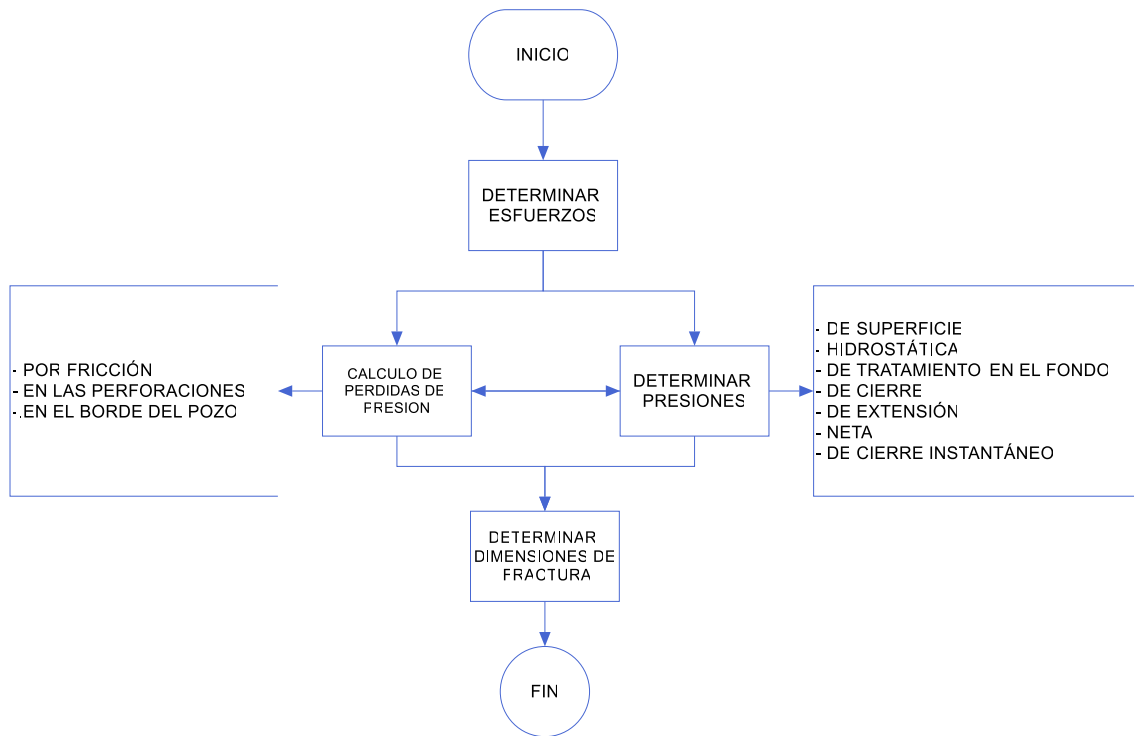 INICIO
DETERMINAR
ESFUERZOS
- POR FRICCIÓN
- EN LAS PERFORACIONES
-.EN EL BORDE DEL POZO
CALCULO DE
PERDIDAS DE
FRESION
DETERMINAR
PRESIONES
- DE SUPERFICIE
- HIDROSTÁTICA
- DE TRATAMIENTO EN EL FONDO
- DE CIERRE
- DE EXTENSIÓN
- NETA
- DE CIERRE INSTANTÁNEO
DETERMINAR
DIMENSIONES DE
FRACTURA
FIN